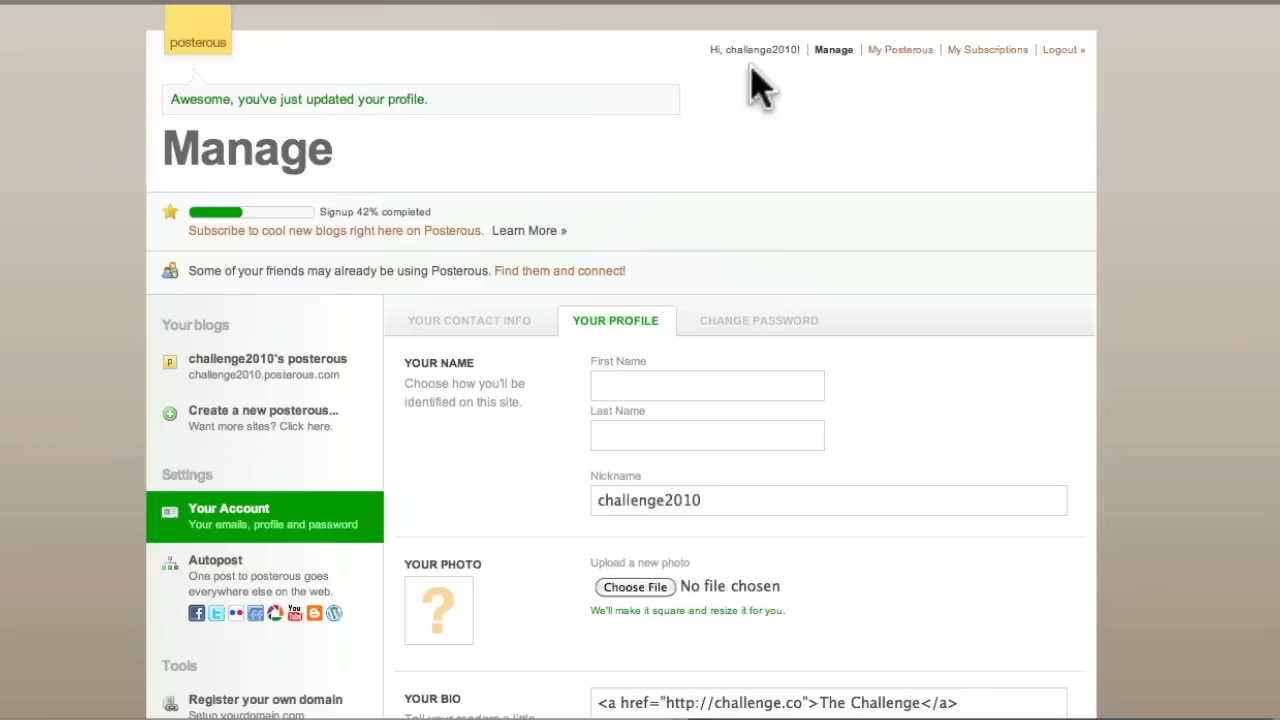 posterous
Hi, challenge2010! | Manage | My Posterous | My Subscriptions | Logout »
Awesome, you've just updated your profile.
Manage
Signup 42% completed
Subscribe to cool new blogs right here on Posterous. Learn More »
Some of your friends may already be using Posterous. Find them and connect!
Your blogs
challenge2010's posterous
challenge2010.posterous.com
Create a new posterous...
Want more sites? Click here.
Settings
Your Account
Your emails, profile and password
Autopost
One post to posterous goes
everywhere else on the web.
Tools
Register your own domain
Setup yourdomain.com
YOUR CONTACT INFO
YOUR PROFILE
CHANGE PASSWORD
YOUR NAME
Choose how you'll be
identified on this site.
First Name
Last Name
Nickname
challenge2010
YOUR PHOTO
?
Upload a new photo
Choose File No file chosen
We'll make it square and resize it for you.
YOUR BIO
Tell your readers a little
<a href="http://challenge.co">The Challenge</a>